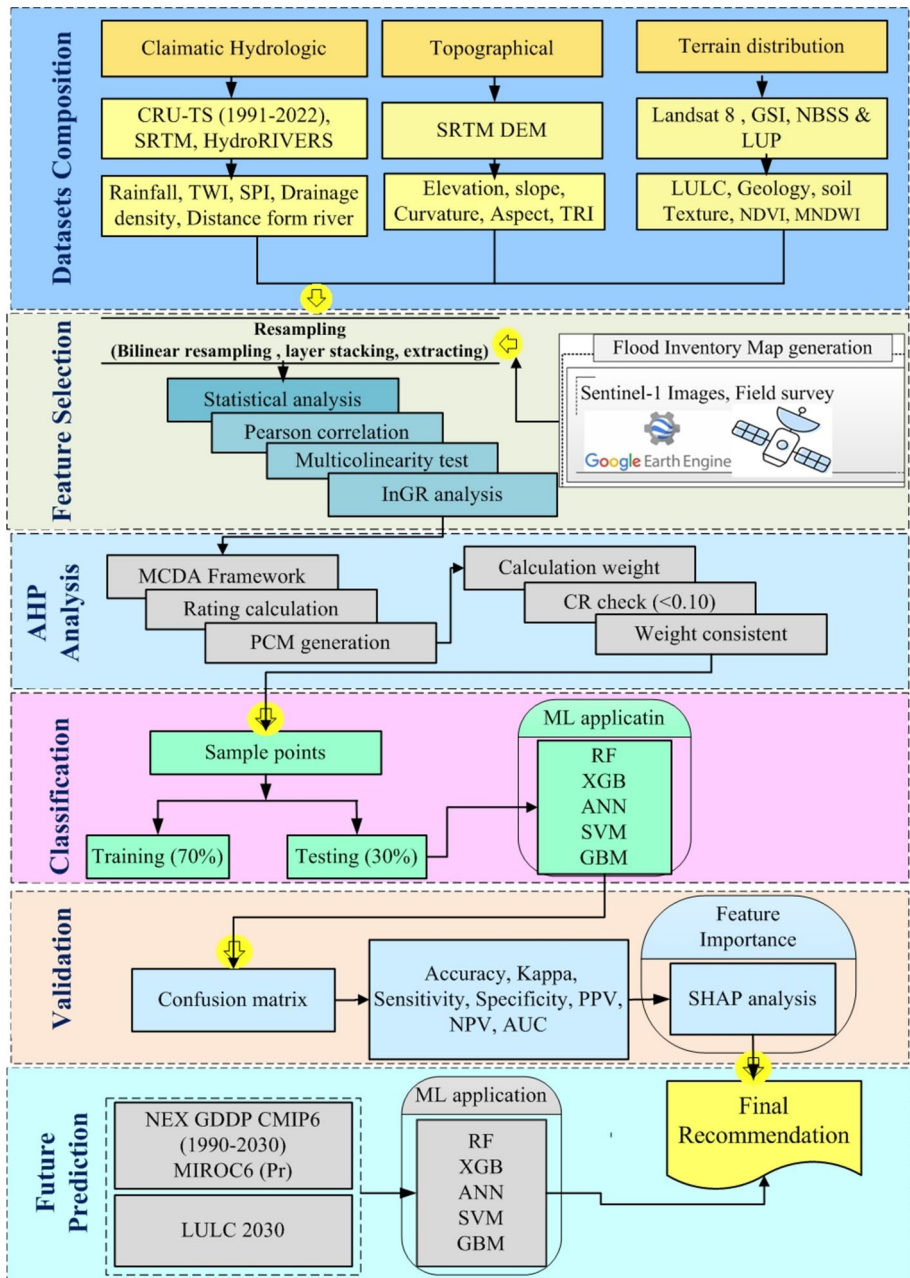 Datasets Composition
Claimatic Hydrologic
CRU-TS (1991-2022),
SRTM, HydroRIVERS
Rainfall, TWI, SPI, Drainage
density, Distance form river
Topographical
SRTM DEM
Elevation, slope,
Curvature, Aspect, TRI
Terrain distribution
Landsat 8 , GSI, NBSS &
LUP
LULC, Geology, soil
Texture, NDVI, MNDWI
Feature Selection
Resampling
(Bilinear resampling , layer stacking, extracting)
Statistical analysis
Pearson correlation
Multicolinearity test
InGR analysis
Flood Inventory Map generation
Sentinel-1 Images, Field survey
Google Earth Engine
AHP
Analysis
MCDA Framework
Rating calculation
PCM generation
Calculation weight
CR check (<0.10)
Weight consistent
Classification
Sample points
Training (70%)
Testing (30%)
ML applicatin
RF
XGB
ANN
SVM
GBM
Validation
Confusion matrix
Accuracy, Kappa,
Sensitivity, Specificity, PPV,
NPV, AUC
Feature
Importance
SHAP analysis
Future
Prediction
NEX GDDP CMIP6
(1990-2030)
MIROC6 (Pr)
LULC 2030
ML application
RF
XGB
ANN
SVM
GBM
Final
Recommendation